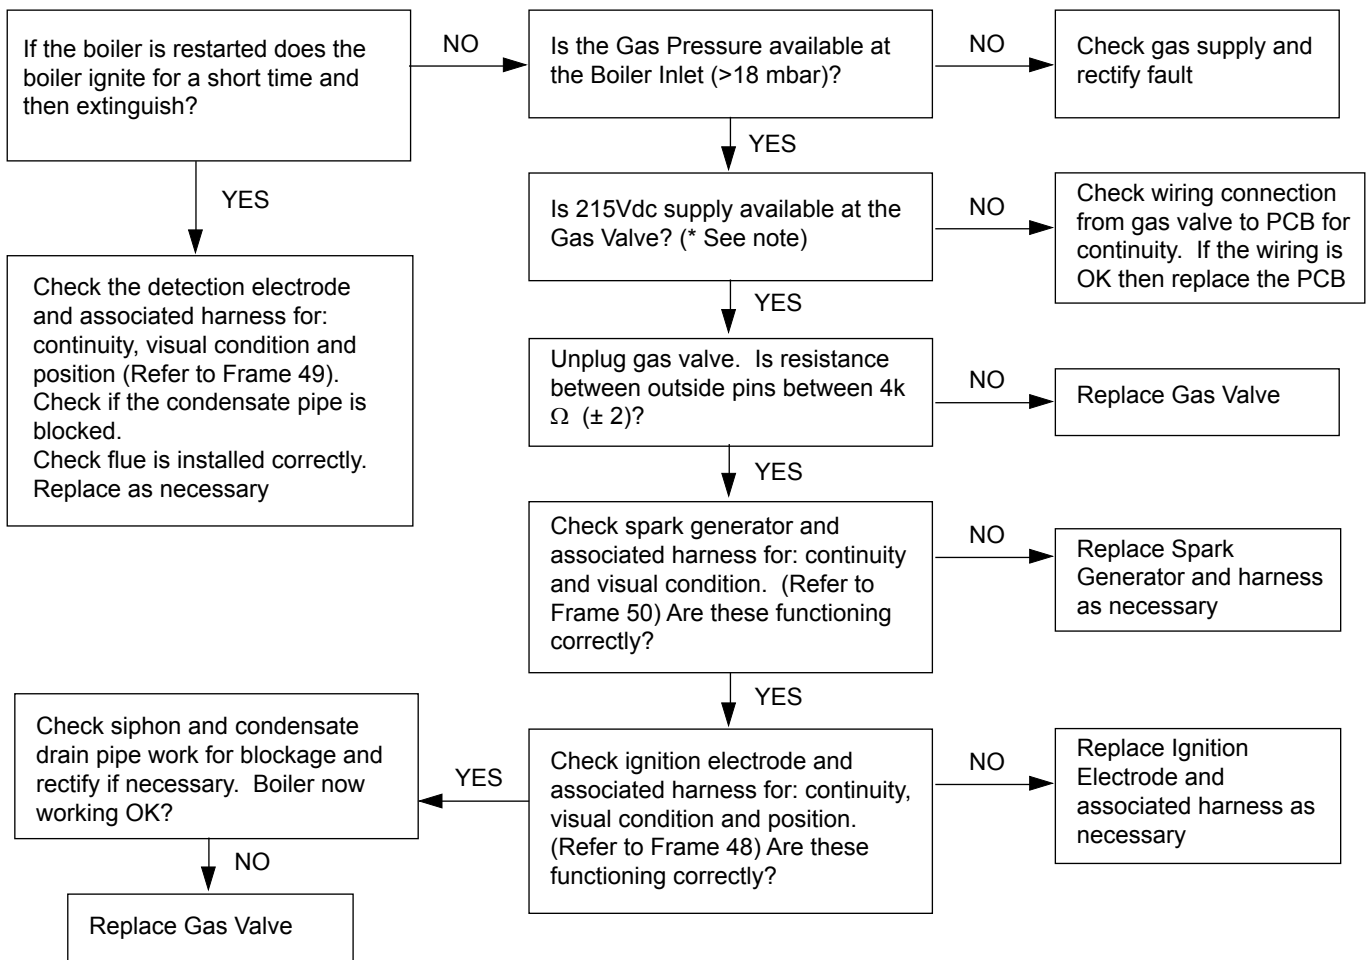 If the boiler is restarted does the
boiler ignite for a short time and
then extinguish?
NO
Is the Gas Pressure available at
the Boiler Inlet (>18 mbar)?
NO
Check gas supply and
rectify fault
YES
YES
Check the detection electrode
and associated harness for:
continuity, visual condition and
position (Refer to Frame 49).
Check if the condensate pipe is
blocked.
Check flue is installed correctly.
Replace as necessary
Is 215Vdc supply available at the
Gas Valve? (* See note)
NO
Check wiring connection
from gas valve to PCB for
continuity. If the wiring is
OK then replace the PCB
YES
Unplug gas valve. Is resistance
between outside pins between 4k
Ω (± 2)?
NO
Replace Gas Valve
YES
Check spark generator and
associated harness for: continuity
and visual condition. (Refer to
Frame 50) Are these functioning
correctly?
NO
Replace Spark
Generator and harness
as necessary
YES
Check ignition electrode and
associated harness for: continuity,
visual condition and position.
(Refer to Frame 48) Are these
functioning correctly?
NO
Replace Ignition
Electrode and
associated harness as
necessary
YES
Check siphon and condensate
drain pipe work for blockage and
rectify if necessary. Boiler now
working OK?
NO
Replace Gas Valve